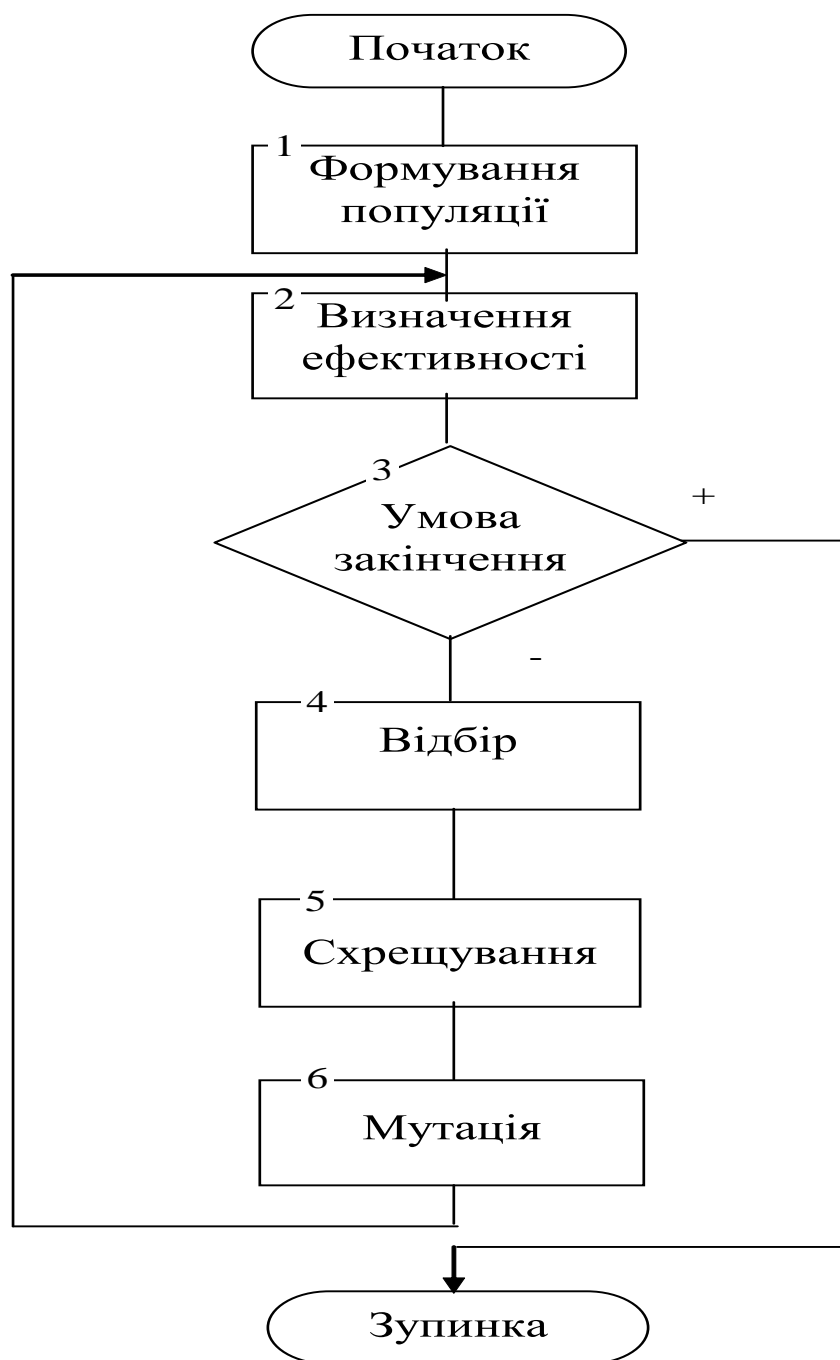 Початок
1
Формування
популяції
2
Визначення
ефективності
3
Умова
закінчення
+
-
4
Відбір
5
Схрещування
6
Мутація
Зупинка